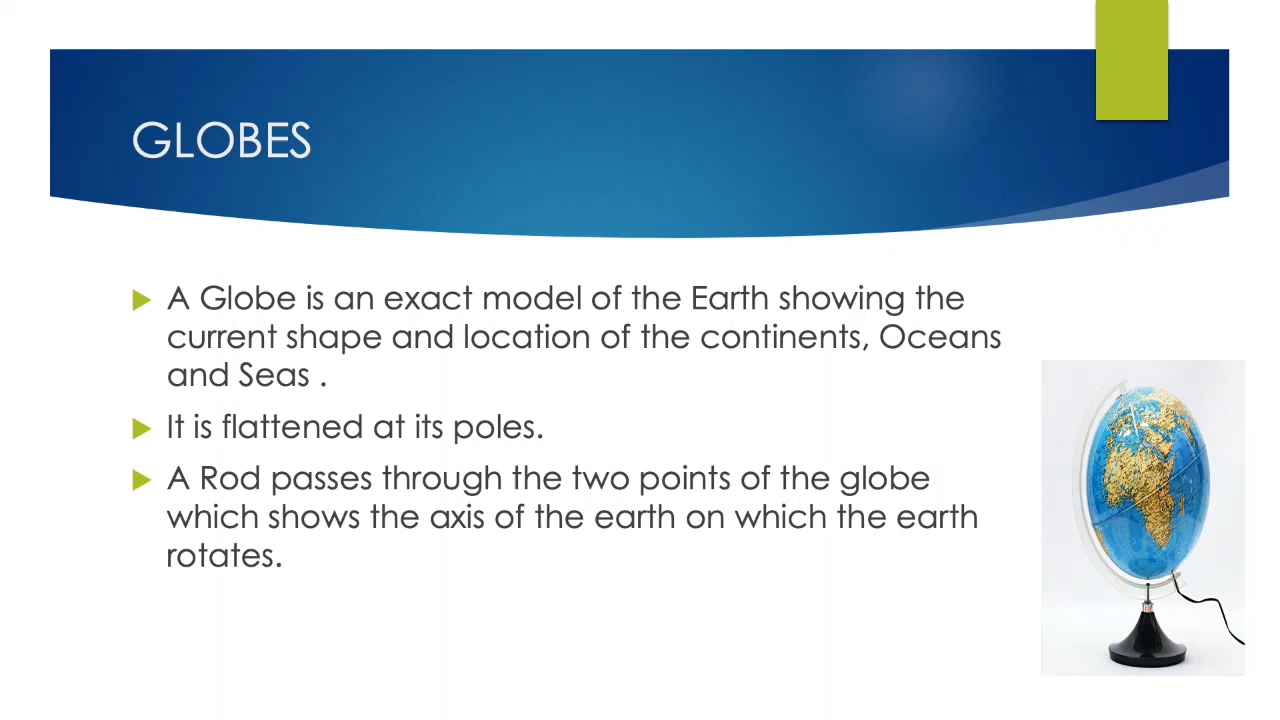 GLOBES
A Globe is an exact model of the Earth showing the
current shape and location of the continents, Oceans
and Seas .
It is flattened at its poles.
A Rod passes through the two points of the globe
which shows the axis of the earth on which the earth
rotates.